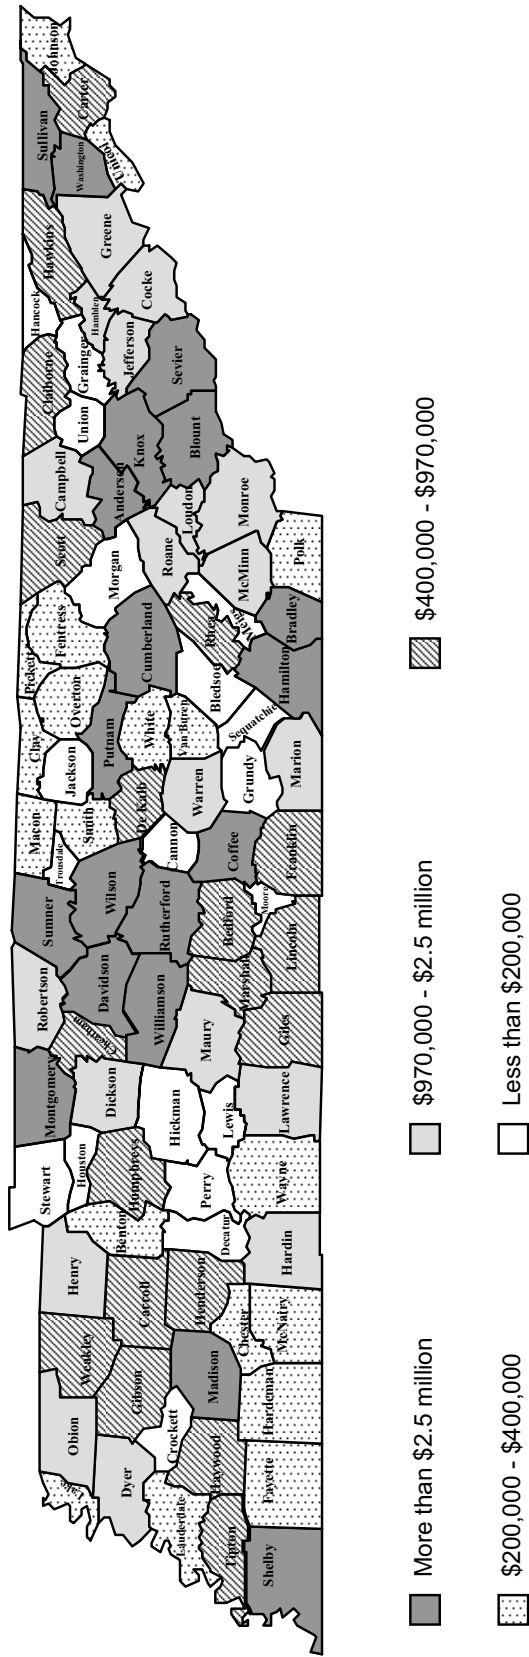 Johnson
Carter
Sullivan
Washington
Unicoi
Hawkins
Greene
Hancock
Hamblen
Cocke
Claiborne
Grainger
Jefferson
Sevier
Union
Knox
Blount
Campbell
Anderson
Loudon
Monroe
Scott
Morgan
Roane
McMinn
Polk
Pickett
Fentress
Cumberland
Rhea
Meigs
Bradley
Overton
Bledsoe
Hamilton
Clay
Putnam
White
Van Buren
Sequatchie
Jackson
Warren
Grundy
Marion
Macon
Smith
De Kalb
Trousdale
Cannon
Coffee
Franklin
Sumner
Wilson
Rutherford
Bedford
Moore
Lincoln
Robertson
Davidson
Williamson
Marshall
Cheatham
Maury
Giles
Montgomery
Dickson
Hickman
Lewis
Lawrence
Stewart
Houston
Humphreys
Perry
Wayne
Benton
Decatur
Henry
Carroll
Henderson
Hardin
Weakley
Gibson
Madison
Chester
McNairy
Obion
Crockett
Hardeman
Lake
Dyer
Haywood
Fayette
Lauderdale
Tipton
Shelby
More than $2.5 million
$970,000 - $2.5 million
$400,000 - $970,000
$200,000 - $400,000
Less than $200,000